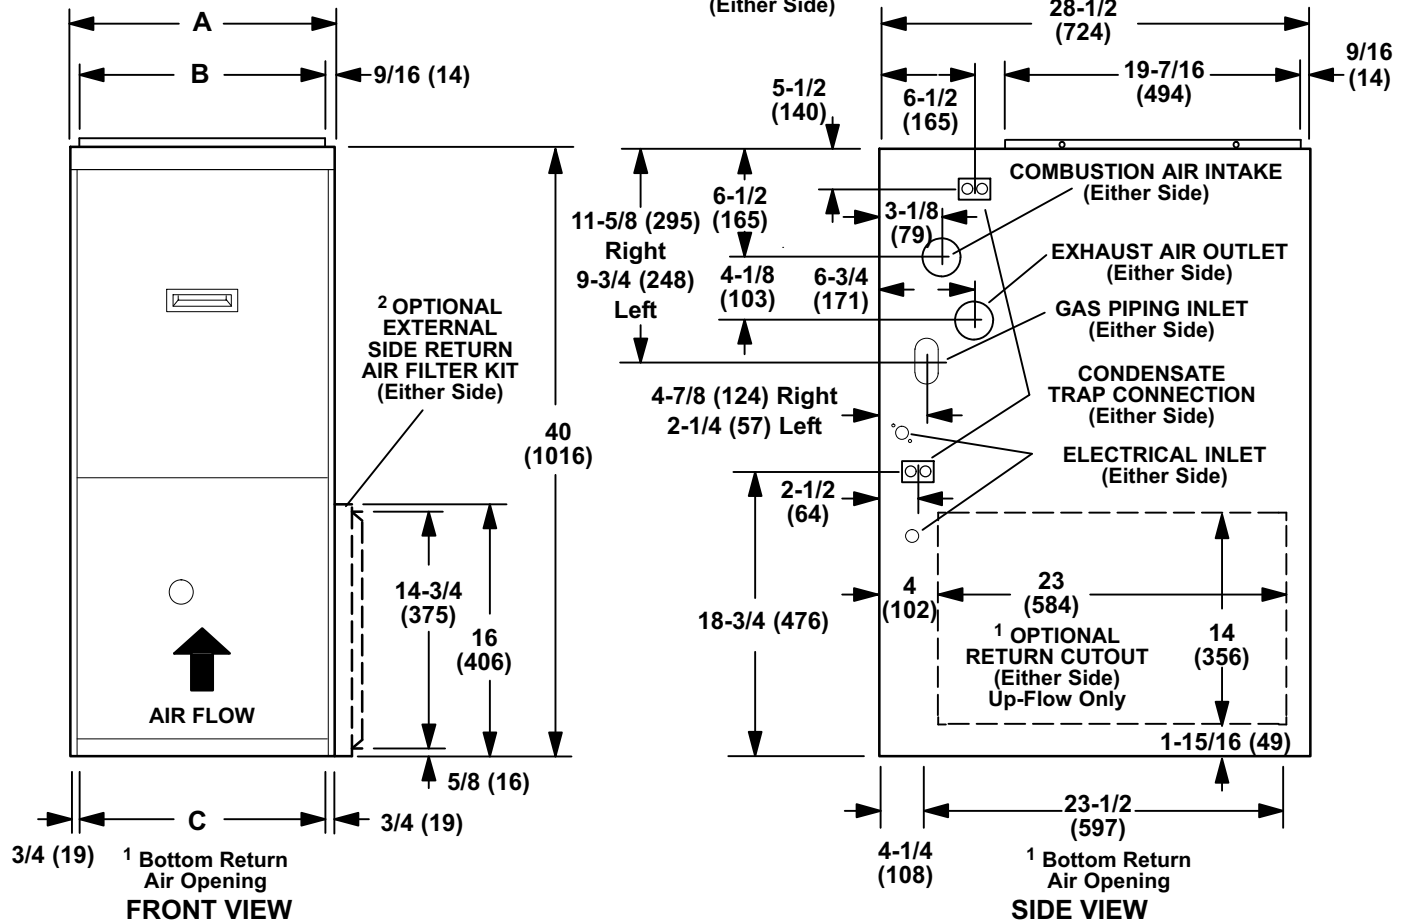 (Either Side)
A
B
9/16 (14)
28-1/2
(724)
9/16
(14)
19-7/16
(494)
5-1/2
(140)
6-1/2
(165)
COMBUSTION AIR INTAKE
(Either Side)
6-1/2
(165)
11-5/8 (295)
Right
9-3/4 (248)
Left
3-1/8
(79)
EXHAUST AIR OUTLET
(Either Side)
4-1/8
(103)
6-3/4
(171)
GAS PIPING INLET
(Either Side)
2 OPTIONAL
EXTERNAL
SIDE RETURN
AIR FILTER KIT
(Either Side)
CONDENSATE
TRAP CONNECTION
(Either Side)
4-7/8 (124) Right
2-1/4 (57) Left
40
(1016)
ELECTRICAL INLET
(Either Side)
2-1/2
(64)
14-3/4
(375)
16
(406)
18-3/4 (476)
4
(102)
23
(584)
1 OPTIONAL
RETURN CUTOUT
(Either Side)
Up-Flow Only
14
(356)
AIR FLOW
1-15/16 (49)
5/8 (16)
C
3/4 (19)
3/4 (19)
1 Bottom Return
Air Opening
FRONT VIEW
23-1/2
(597)
4-1/4
(108)
1 Bottom Return
Air Opening
SIDE VIEW